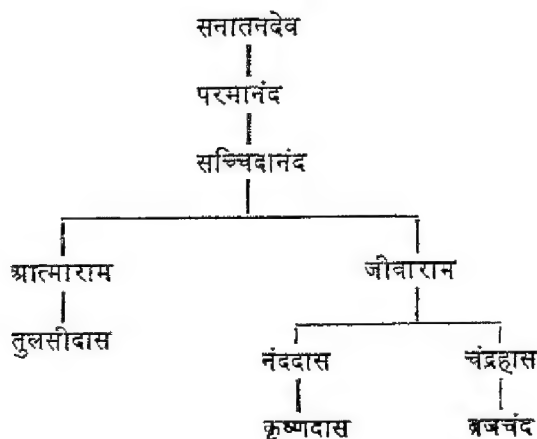 सनातनदेव
परमानंद
सच्चिदानंद
आत्माराम जीवाराम
तुलसीदास
नंददास चंद्रहास
कृष्णदास व्रजचंद